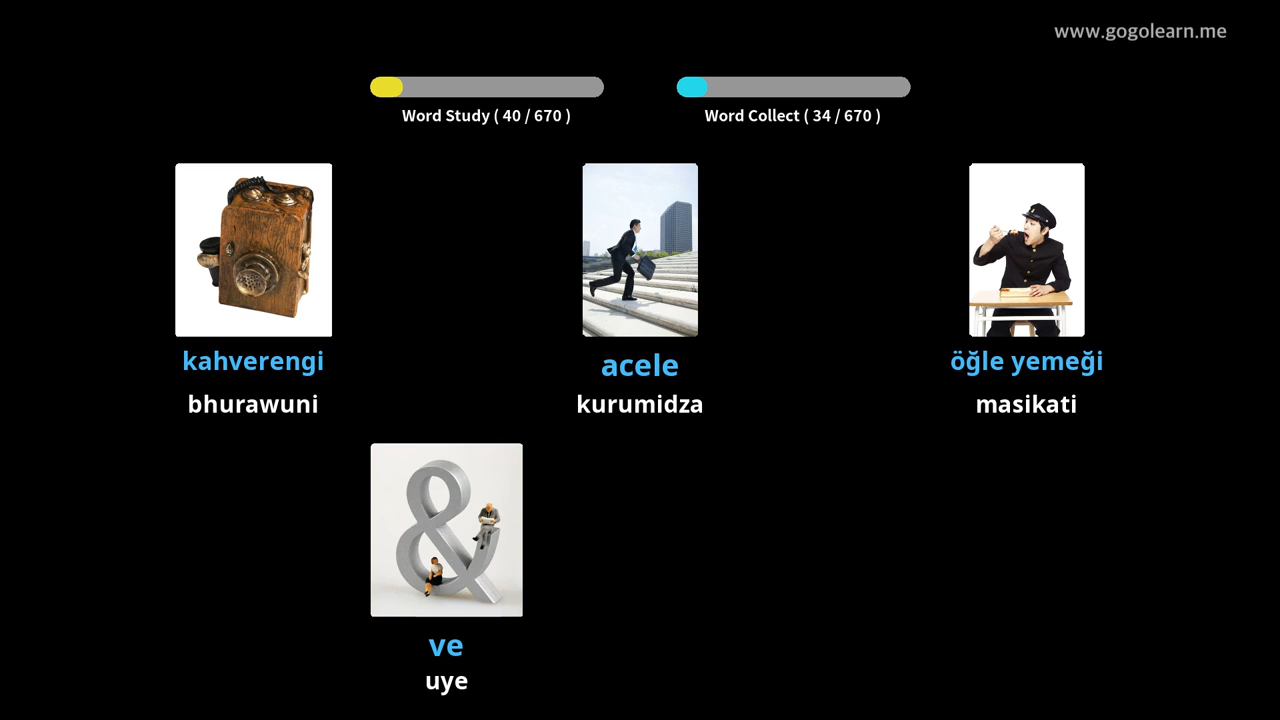 www.gogolearn.me
Word Study ( 40 / 670 )
Word Collect ( 34 / 670 )
kahverengi
bhurawuni
acele
kurumidza
öğle yemeği
masikati
ve
uye